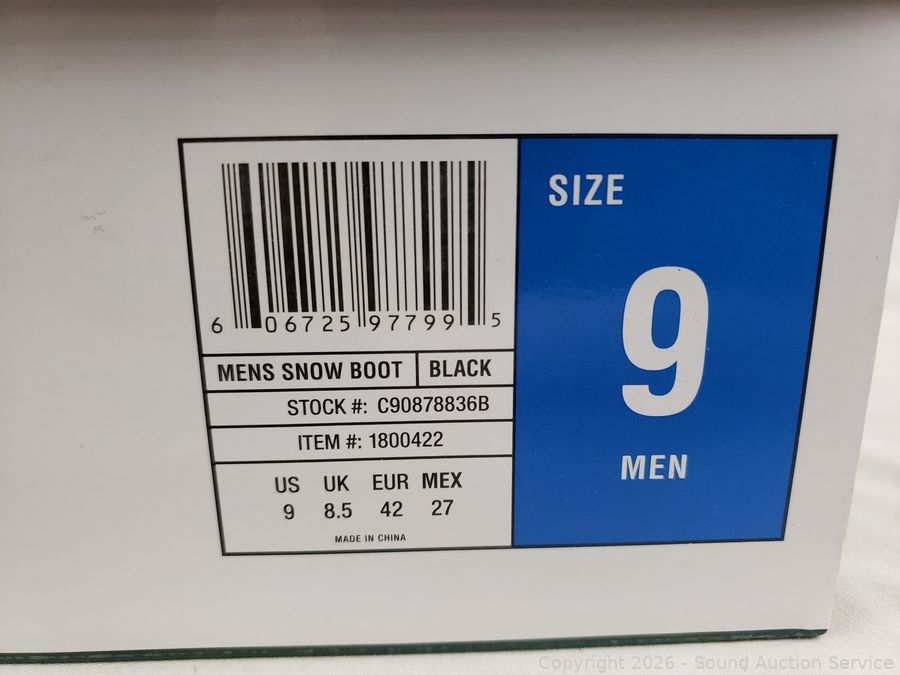 SIZE
9
MEN
6 06725 97799 5
MENS SNOW BOOT BLACK
STOCK #: C90878836B
ITEM #: 1800422
US UK EUR MEX
9 8.5 42 27
MADE IN CHINA
Copyright 2026 - Sound Auction Service